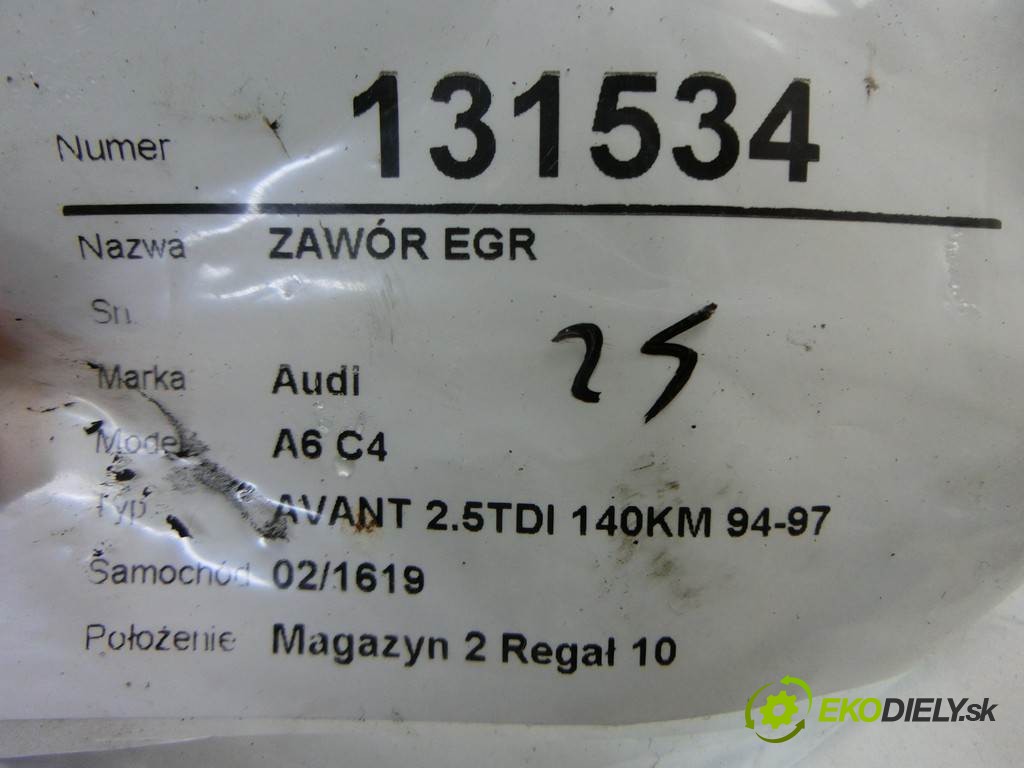 Numer 131534
Nazwa ZAWÓR EGR
Sn.
25
Marka Audi
Model A6 C4
Typ AVANT 2.5TDI 140KM 94-97
Samochód 02/1619
Położenie Magazyn 2 Regał 10
EKODIELY.sk